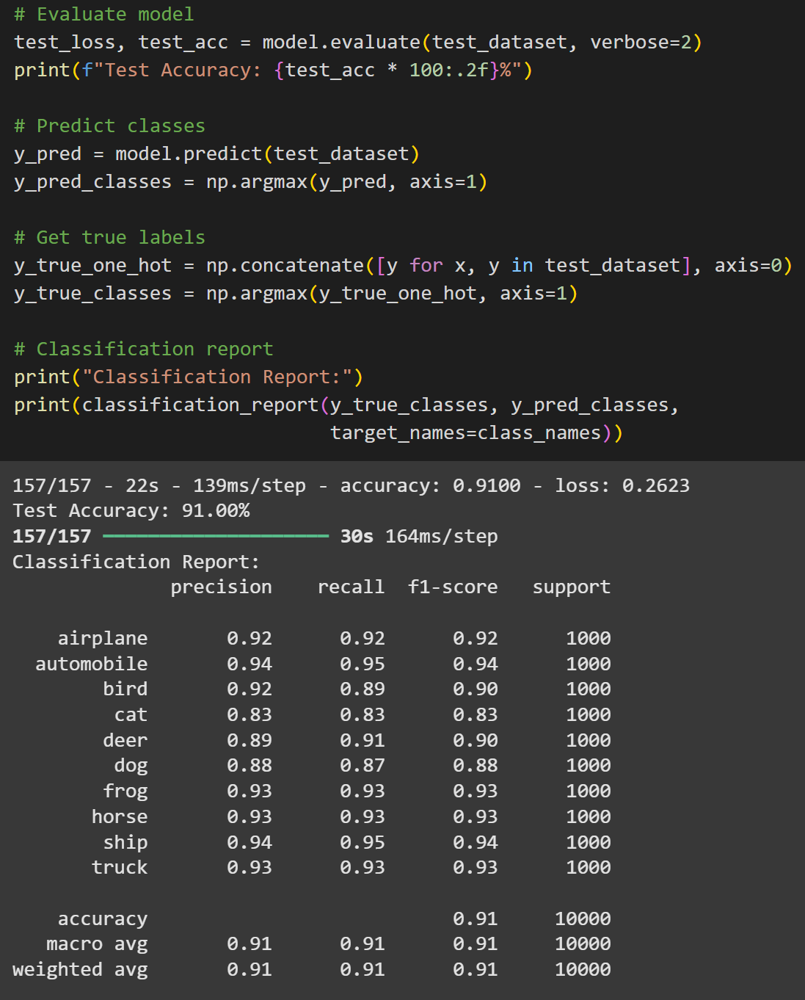 # Evaluate model
test_loss, test_acc = model.evaluate(test_dataset, verbose=2)
print(f"Test Accuracy: {test_acc * 100:.2f}%")

# Predict classes
y_pred = model.predict(test_dataset)
y_pred_classes = np.argmax(y_pred, axis=1)

# Get true labels
y_true_one_hot = np.concatenate([y for x, y in test_dataset], axis=0)
y_true_classes = np.argmax(y_true_one_hot, axis=1)

# Classification report
print("Classification Report:")
print(classification_report(y_true_classes, y_pred_classes,
                            target_names=class_names))
157/157 - 22s - 139ms/step - accuracy: 0.9100 - loss: 0.2623
Test Accuracy: 91.00%
157/157 ━━━━━━━━━━━━━━━━━━━━ 30s 164ms/step
Classification Report:
              precision    recall  f1-score   support

    airplane       0.92      0.92      0.92      1000
  automobile       0.94      0.95      0.94      1000
        bird       0.92      0.89      0.90      1000
         cat       0.83      0.83      0.83      1000
        deer       0.89      0.91      0.90      1000
         dog       0.88      0.87      0.88      1000
        frog       0.93      0.93      0.93      1000
       horse       0.93      0.93      0.93      1000
        ship       0.94      0.95      0.94      1000
       truck       0.93      0.93      0.93      1000

    accuracy                           0.91     10000
   macro avg       0.91      0.91      0.91     10000
weighted avg       0.91      0.91      0.91     10000